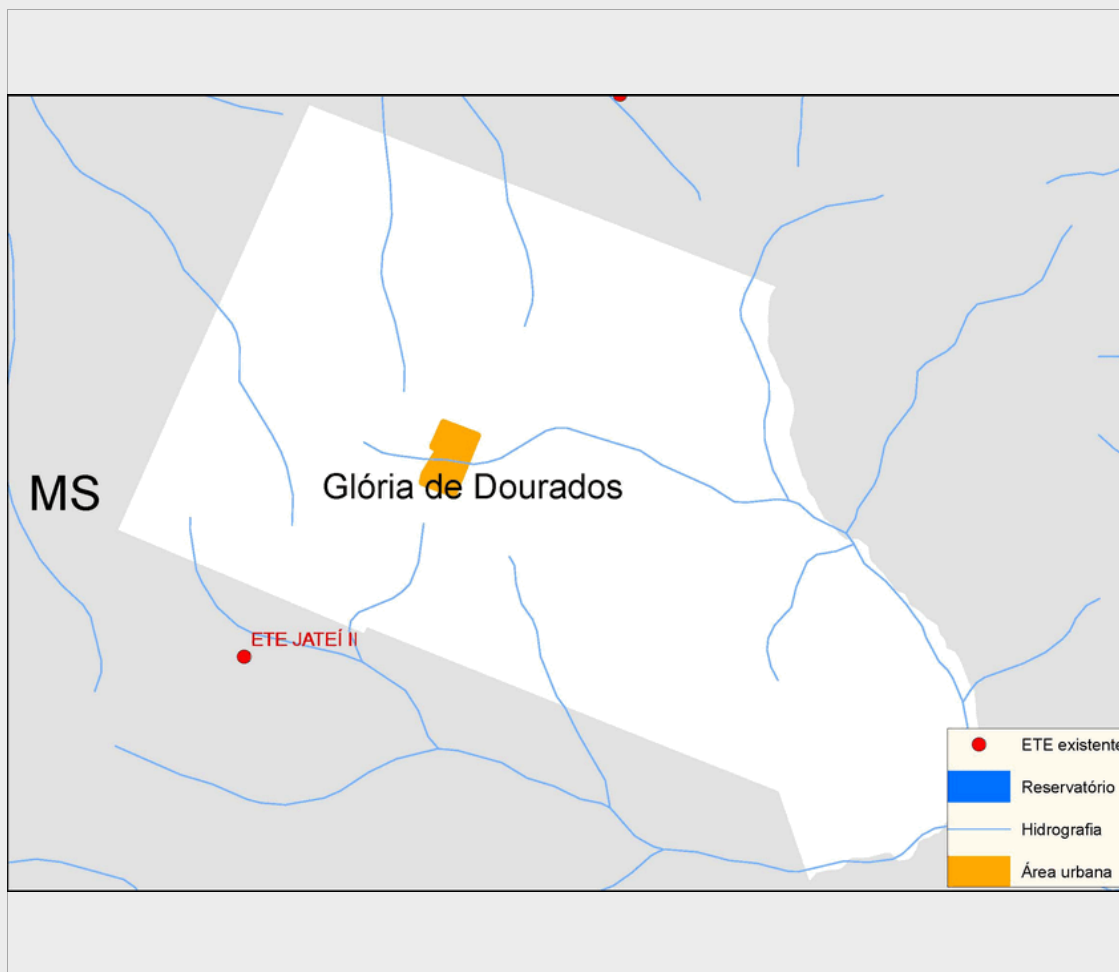 MS
Glória de Dourados
ETE JATEÍ II
ETE existente
Reservatório
Hidrografia
Área urbana